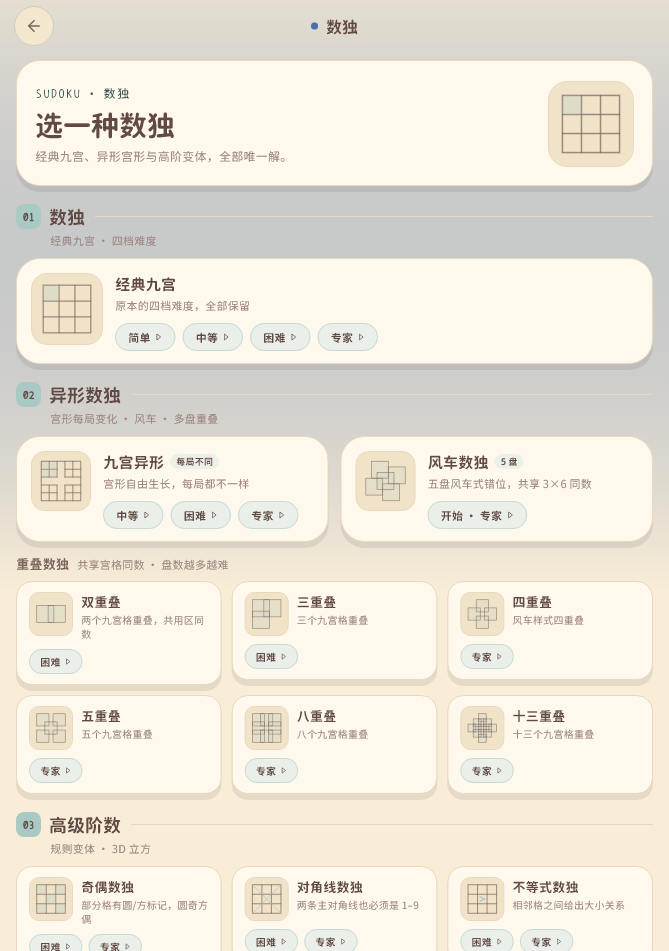 数独
SUDOKU · 数独
选一种数独
经典九宫、异形宫形与高阶变体，全部唯一解。
01 数独
经典九宫 · 四档难度
经典九宫
原本的四档难度，全部保留
简单 中等 困难 专家
02 异形数独
宫形每局变化 · 风车 · 多盘重叠
九宫异形 每局不同
宫形自由生长，每局都不一样
中等 困难 专家
风车数独 5 盘
五盘风车式错位，共享 3×6 同数
开始 · 专家
重叠数独 共享宫格同数 · 盘数越多越难
双重叠
两个九宫格重叠，共用区同
数
困难
三重叠
三个九宫格重叠
困难
四重叠
风车样式四重叠
专家
五重叠
五个九宫格重叠
专家
八重叠
八个九宫格重叠
专家
十三重叠
十三个九宫格重叠
专家
03 高级阶数
规则变体 · 3D 立方
奇偶数独
部分格有圆/方标记，圆奇方
偶
困难 专家
对角线数独
两条主对角线也必须是 1–9
困难 专家
不等式数独
相邻格之间给出大小关系
困难 专家